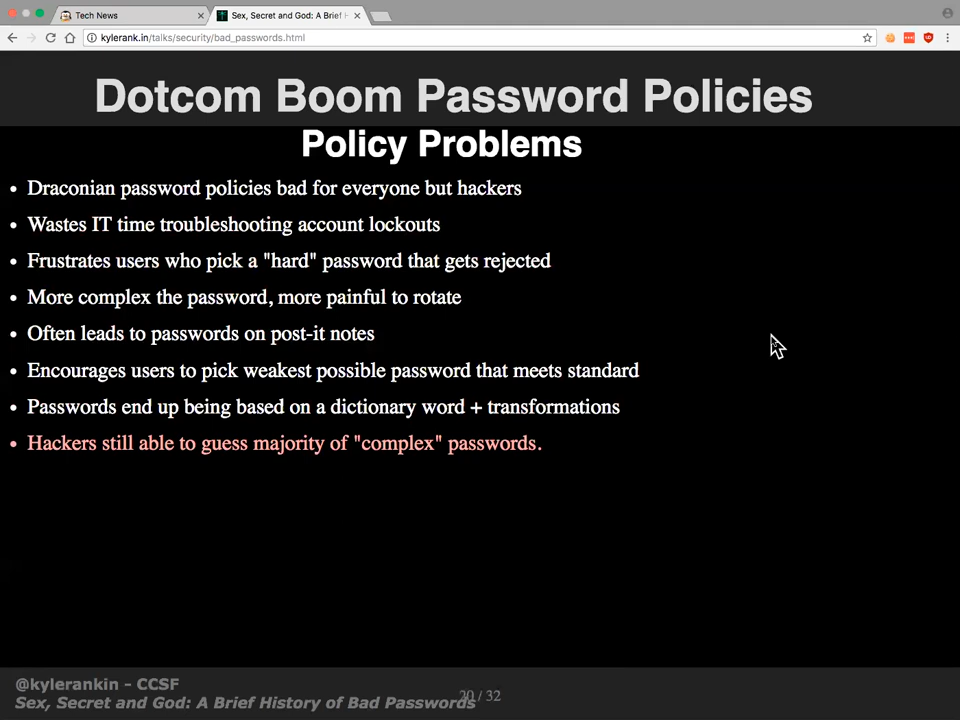 Tech News
Sex, Secret and God: A Brief H
kylerank.in/talks/security/bad_passwords.html
Dotcom Boom Password Policies
Policy Problems
• Draconian password policies bad for everyone but hackers
• Wastes IT time troubleshooting account lockouts
• Frustrates users who pick a "hard" password that gets rejected
• More complex the password, more painful to rotate
• Often leads to passwords on post-it notes
• Encourages users to pick weakest possible password that meets standard
• Passwords end up being based on a dictionary word + transformations
• Hackers still able to guess majority of "complex" passwords.
@kylerankin - CCSF
Sex, Secret and God: A Brief History of Bad Passwords
20 / 32